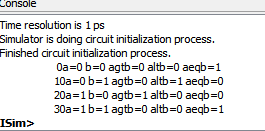 Console
Time resolution is 1 ps
Simulator is doing circuit initialization process.
Finished circuit initialization process.
0a=0 b=0 agtb=0 altb=0 aeqb=1
10a=0 b=1 agtb=0 altb=1 aeqb=0
20a=1 b=0 agtb=1 altb=0 aeqb=0
30a=1 b=1 agtb=0 altb=0 aeqb=1
ISim>